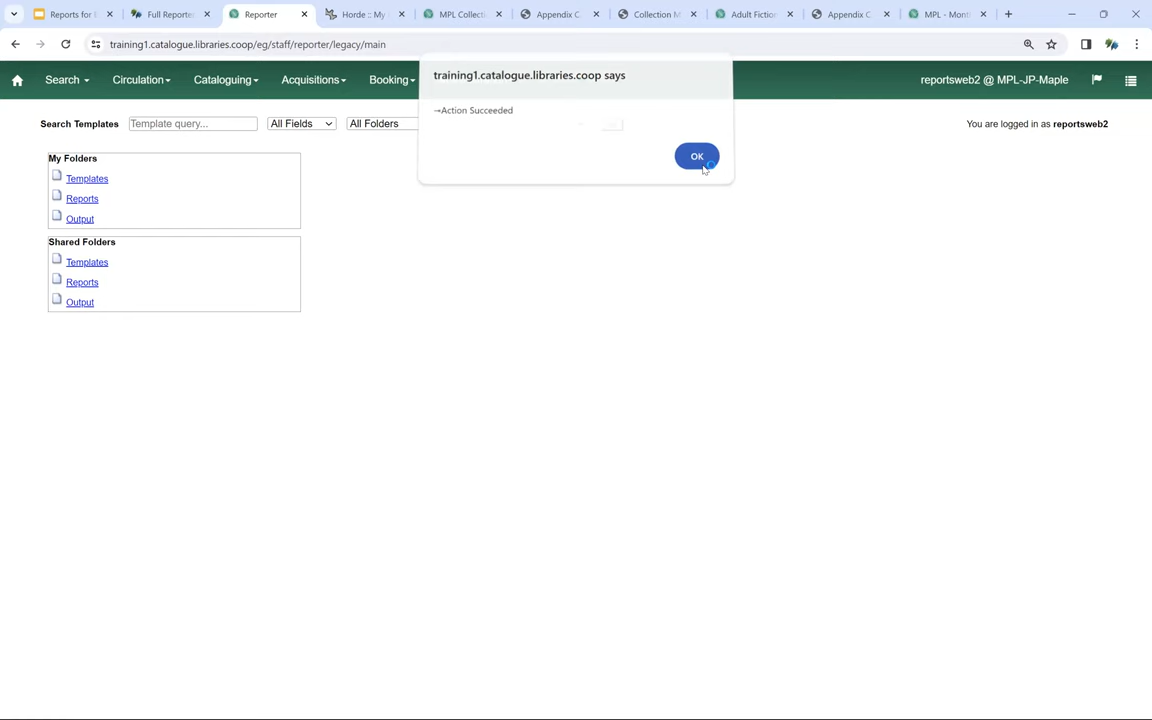 Reports for
Full Reporte
Reporter
Horde :: My
MPL Collecti
Appendix C
Collection M
Adult Fiction
Appendix C
MPL - Mont
training1.catalogue.libraries.coop/eg/staff/reporter/legacy/main
Search
Circulation
Cataloguing
Acquisitions
Booking
reportsweb2 @ MPL-JP-Maple
training1.catalogue.libraries.coop says
→Action Succeeded
OK
Search Templates
Template query...
All Fields
All Folders
You are logged in as reportsweb2
My Folders
Templates
Reports
Output
Shared Folders
Templates
Reports
Output